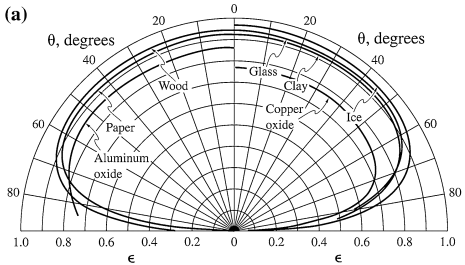 (a)
0
20
20
θ, degrees
θ, degrees
40
40
Glass
Wood
Clay
Copper
oxide
Ice
60
Paper
60
Aluminum
oxide
80
80
1.0 0.8 0.6 0.4 0.2 0 0.2 0.4 0.6 0.8 1.0
ϵ ϵ